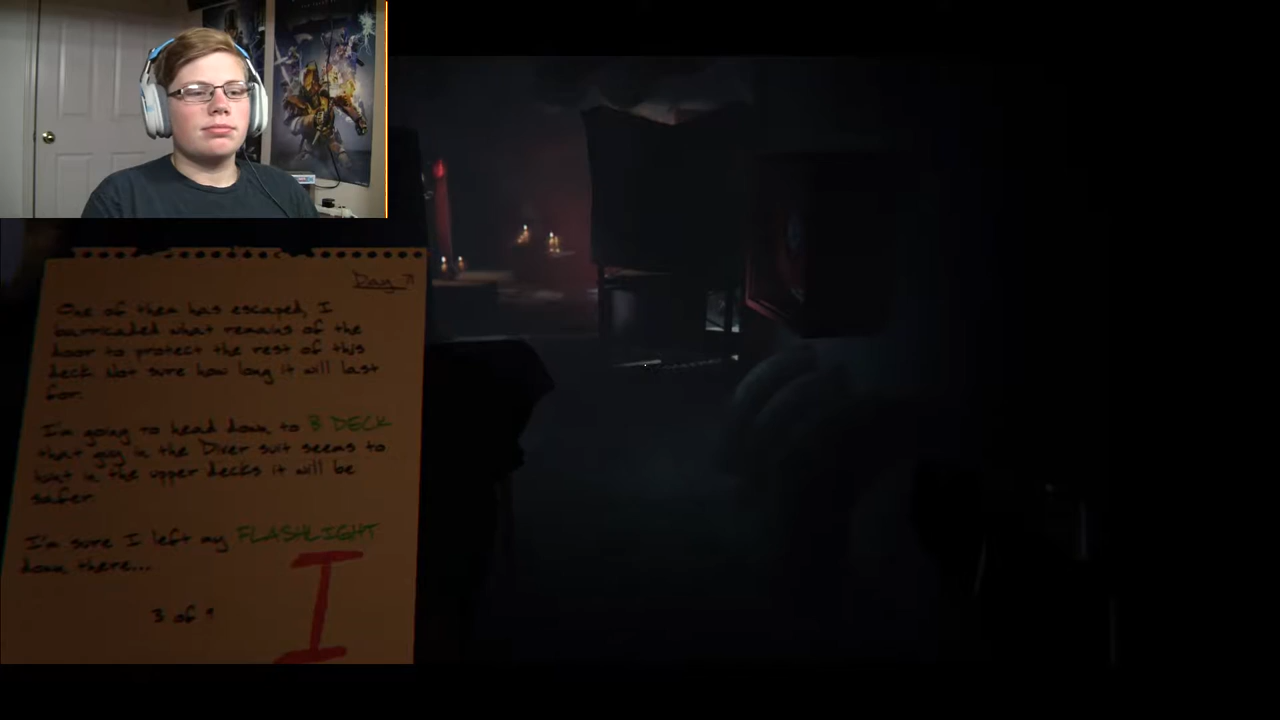 Day 71
One of them has escaped, I
barricaded what remains of the
door to protect the rest of this
deck. Not sure how long it will last
for.
I'm going to head down to B DECK
that guy in the Diver suit seems to
hunt in the upper decks it will be
safer.
I'm sure I left my FLASHLIGHT
down there...
3 of 9
I